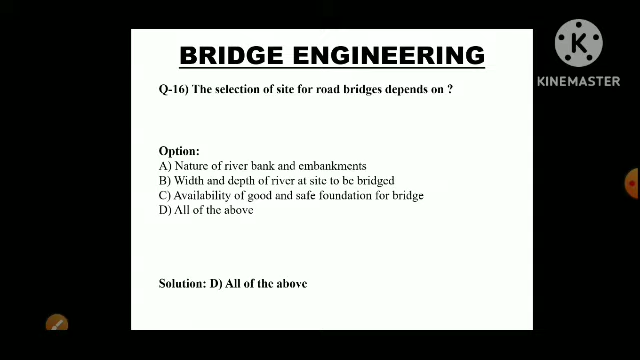 BRIDGE ENGINEERING
Q-16) The selection of site for road bridges depends on ?
Option:
A) Nature of river bank and embankments
B) Width and depth of river at site to be bridged
C) Availability of good and safe foundation for bridge
D) All of the above
Solution: D) All of the above
K
KINEMASTER